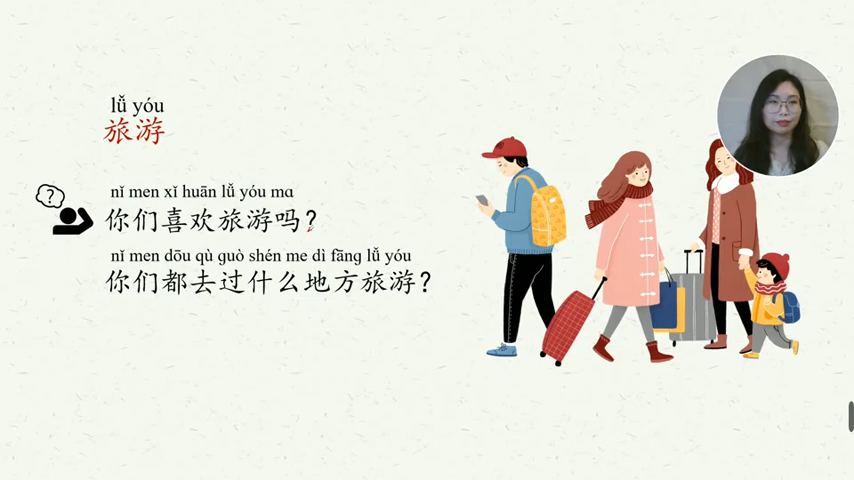 lǚ yóu
旅游
nǐ men xǐ huān lǚ yóu mɑ
你们喜欢旅游吗？
nǐ men dōu qù ɡuò shén me dì fānɡ lǚ yóu
你们都去过什么地方旅游？
?